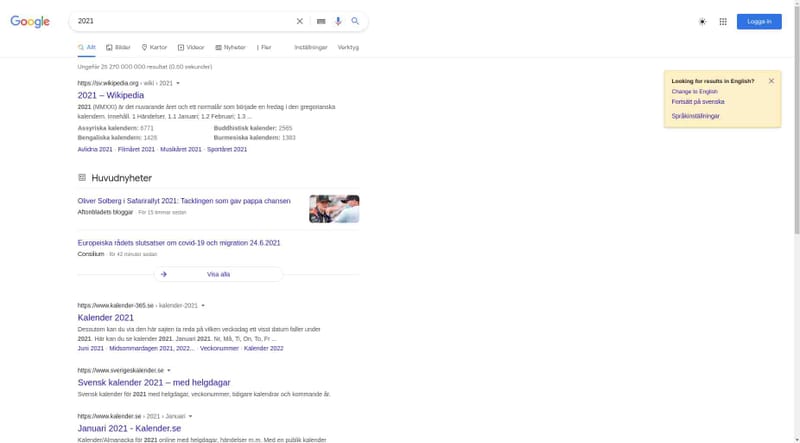 Google
2021
Logga in
Allt Bilder Kartor Videor Nyheter Fler Inställningar Verktyg
Ungefär 25 270 000 000 resultat (0,60 sekunder)
https://sv.wikipedia.org › wiki › 2021
2021 – Wikipedia
2021 (MMXXI) är det nuvarande året och ett normalår som började en fredag i den gregorianska
kalendern. Innehåll. 1 Händelser. 1.1 Januari; 1.2 Februari; 1.3 ...
Assyriska kalendern: 6771 Buddhistisk kalender: 2565
Bengaliska kalendern: 1428 Burmesiska kalendern: 1383
Avlidna 2021 · Filmåret 2021 · Musikåret 2021 · Sportåret 2021
Looking for results in English?
Change to English
Fortsätt på svenska
Språkinställningar
Huvudnyheter
Oliver Solberg i Safarirallyt 2021: Tacklingen som gav pappa chansen
Aftonbladets bloggar · För 15 timmar sedan
Europeiska rådets slutsatser om covid-19 och migration 24.6.2021
Consilium · för 42 minuter sedan
Visa alla
https://www.kalender-365.se › kalender-2021
Kalender 2021
Dessutom kan du via den här sajten ta reda på vilken veckodag ett visst datum faller under
2021. Här kan du se kalender 2021. Januari 2021. Nr, Må, Ti, On, To, Fr ...
Juni 2021 · Midsommardagen 2021, 2022... · Veckonummer · Kalender 2022
https://www.sverigeskalender.se
Svensk kalender 2021 – med helgdagar
Svensk kalender för 2021 med helgdagar, veckonummer, tidigare kalendrar och kommande år.
https://www.kalender.se › 2021 › Januari
Januari 2021 - Kalender.se
Kalender/Almanacka för 2021 online med helgdagar, händelser m.m. Med en publik kalender